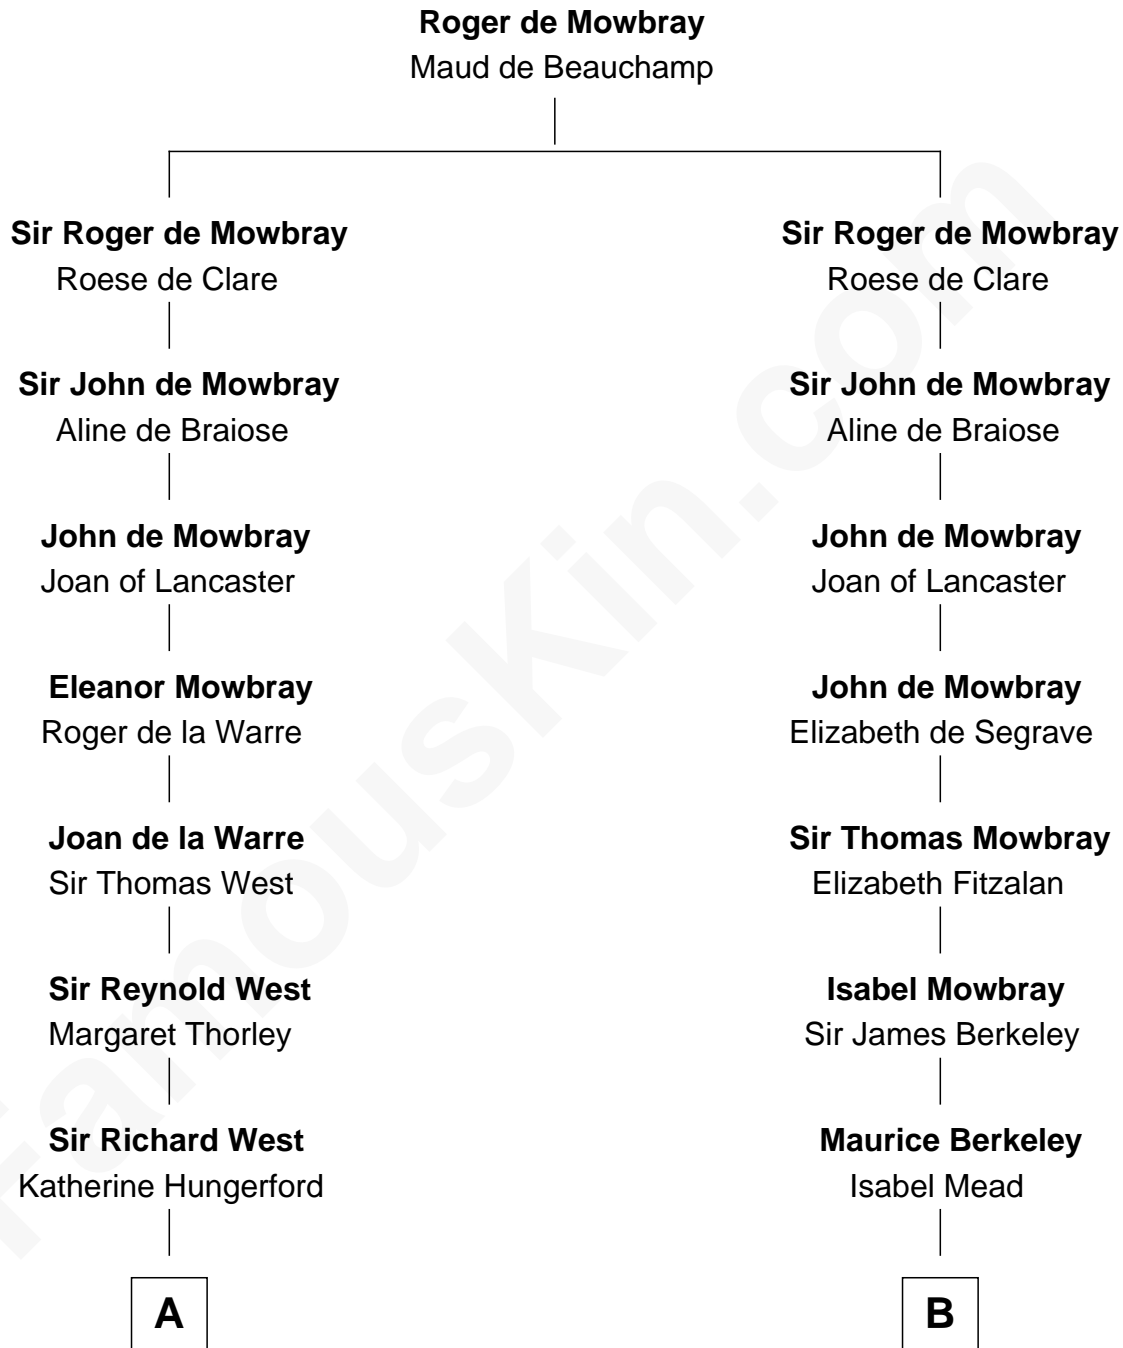 Roger de Mowbray
Maud de Beauchamp
Sir Roger de Mowbray
Roese de Clare
Sir Roger de Mowbray
Roese de Clare
Sir John de Mowbray
Aline de Braiose
Sir John de Mowbray
Aline de Braiose
John de Mowbray
Joan of Lancaster
John de Mowbray
Joan of Lancaster
Eleanor Mowbray
Roger de la Warre
John de Mowbray
Elizabeth de Segrave
Joan de la Warre
Sir Thomas West
Sir Thomas Mowbray
Elizabeth Fitzalan
Sir Reynold West
Margaret Thorley
Isabel Mowbray
Sir James Berkeley
Sir Richard West
Katherine Hungerford
Maurice Berkeley
Isabel Mead
A
B
FamousKin.com